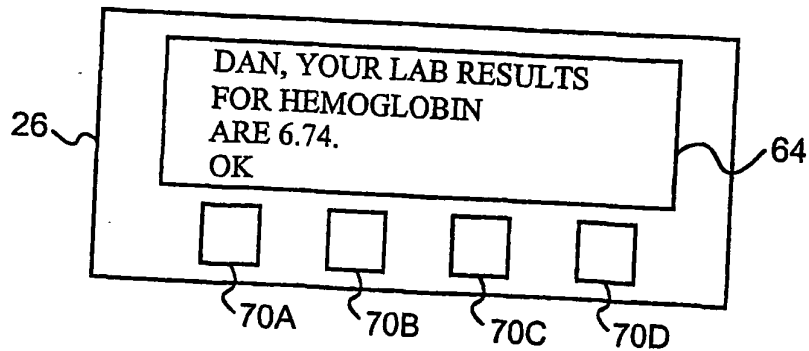 DAN, YOUR LAB RESULTS
FOR HEMOGLOBIN
ARE 6.74.
OK
26
64
70A
70B
70C
70D